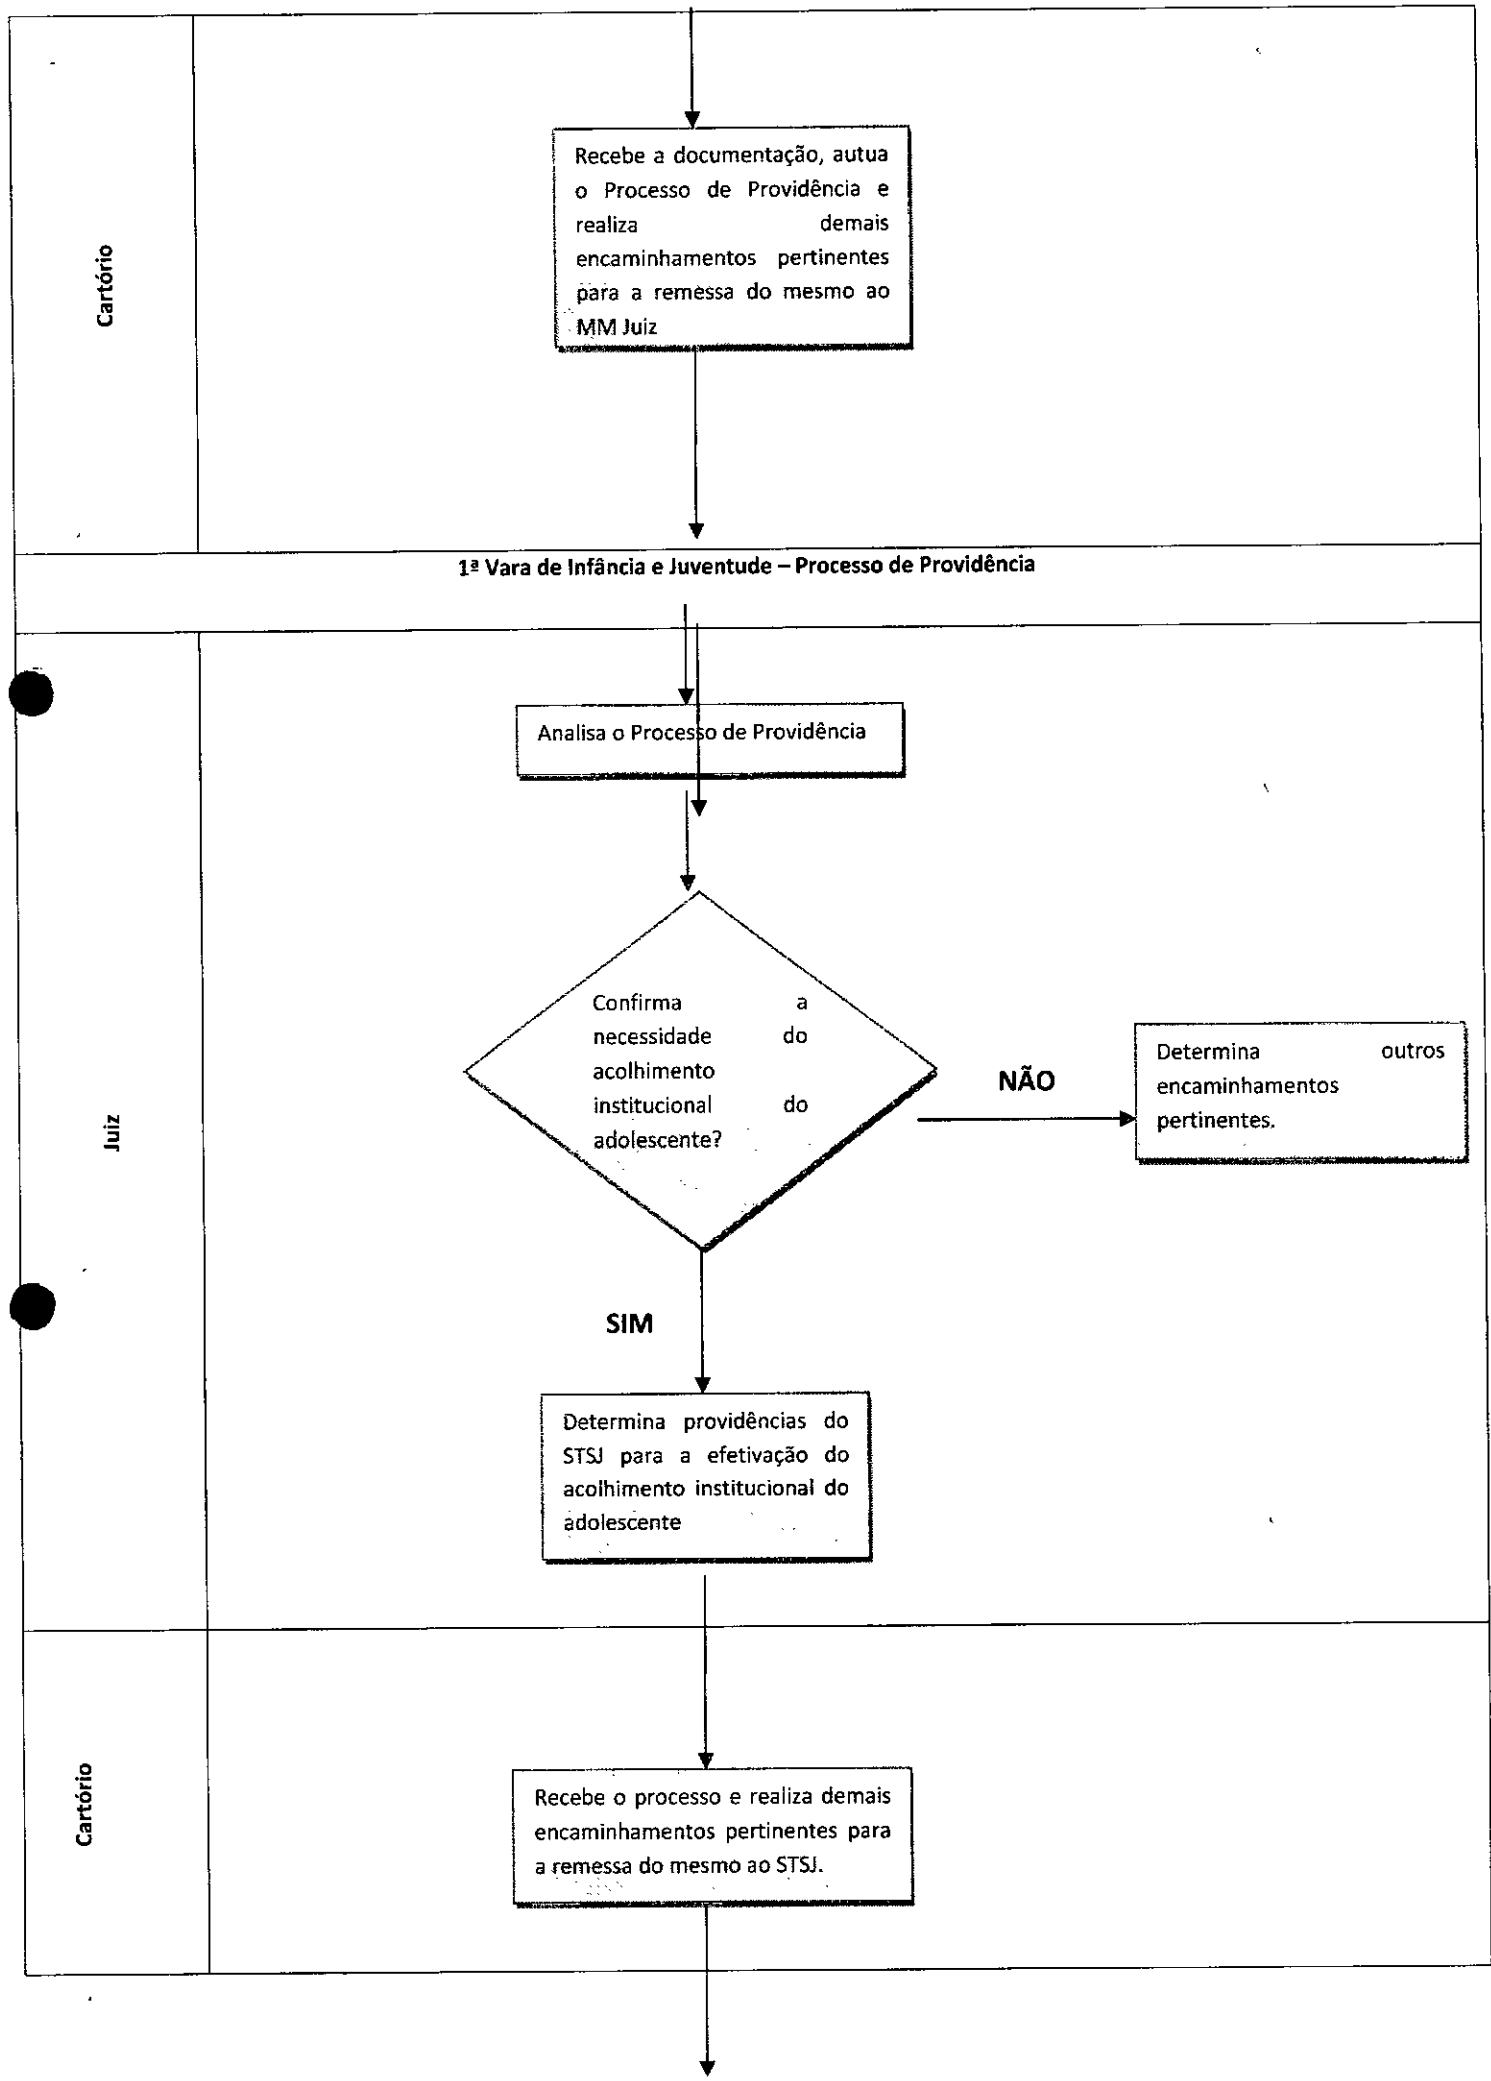 Cartório
Recebe a documentação, autua
o Processo de Providência e
realiza demais
encaminhamentos pertinentes
para a remessa do mesmo ao
MM Juiz
1ª Vara de Infância e Juventude – Processo de Providência
Juiz
Analisa o Processo de Providência
Confirma a
necessidade do
acolhimento
institucional do
adolescente?
NÃO
Determina outros
encaminhamentos
pertinentes.
SIM
Determina providências do
STSJ para a efetivação do
acolhimento institucional do
adolescente
Cartório
Recebe o processo e realiza demais
encaminhamentos pertinentes para
a remessa do mesmo ao STSJ.